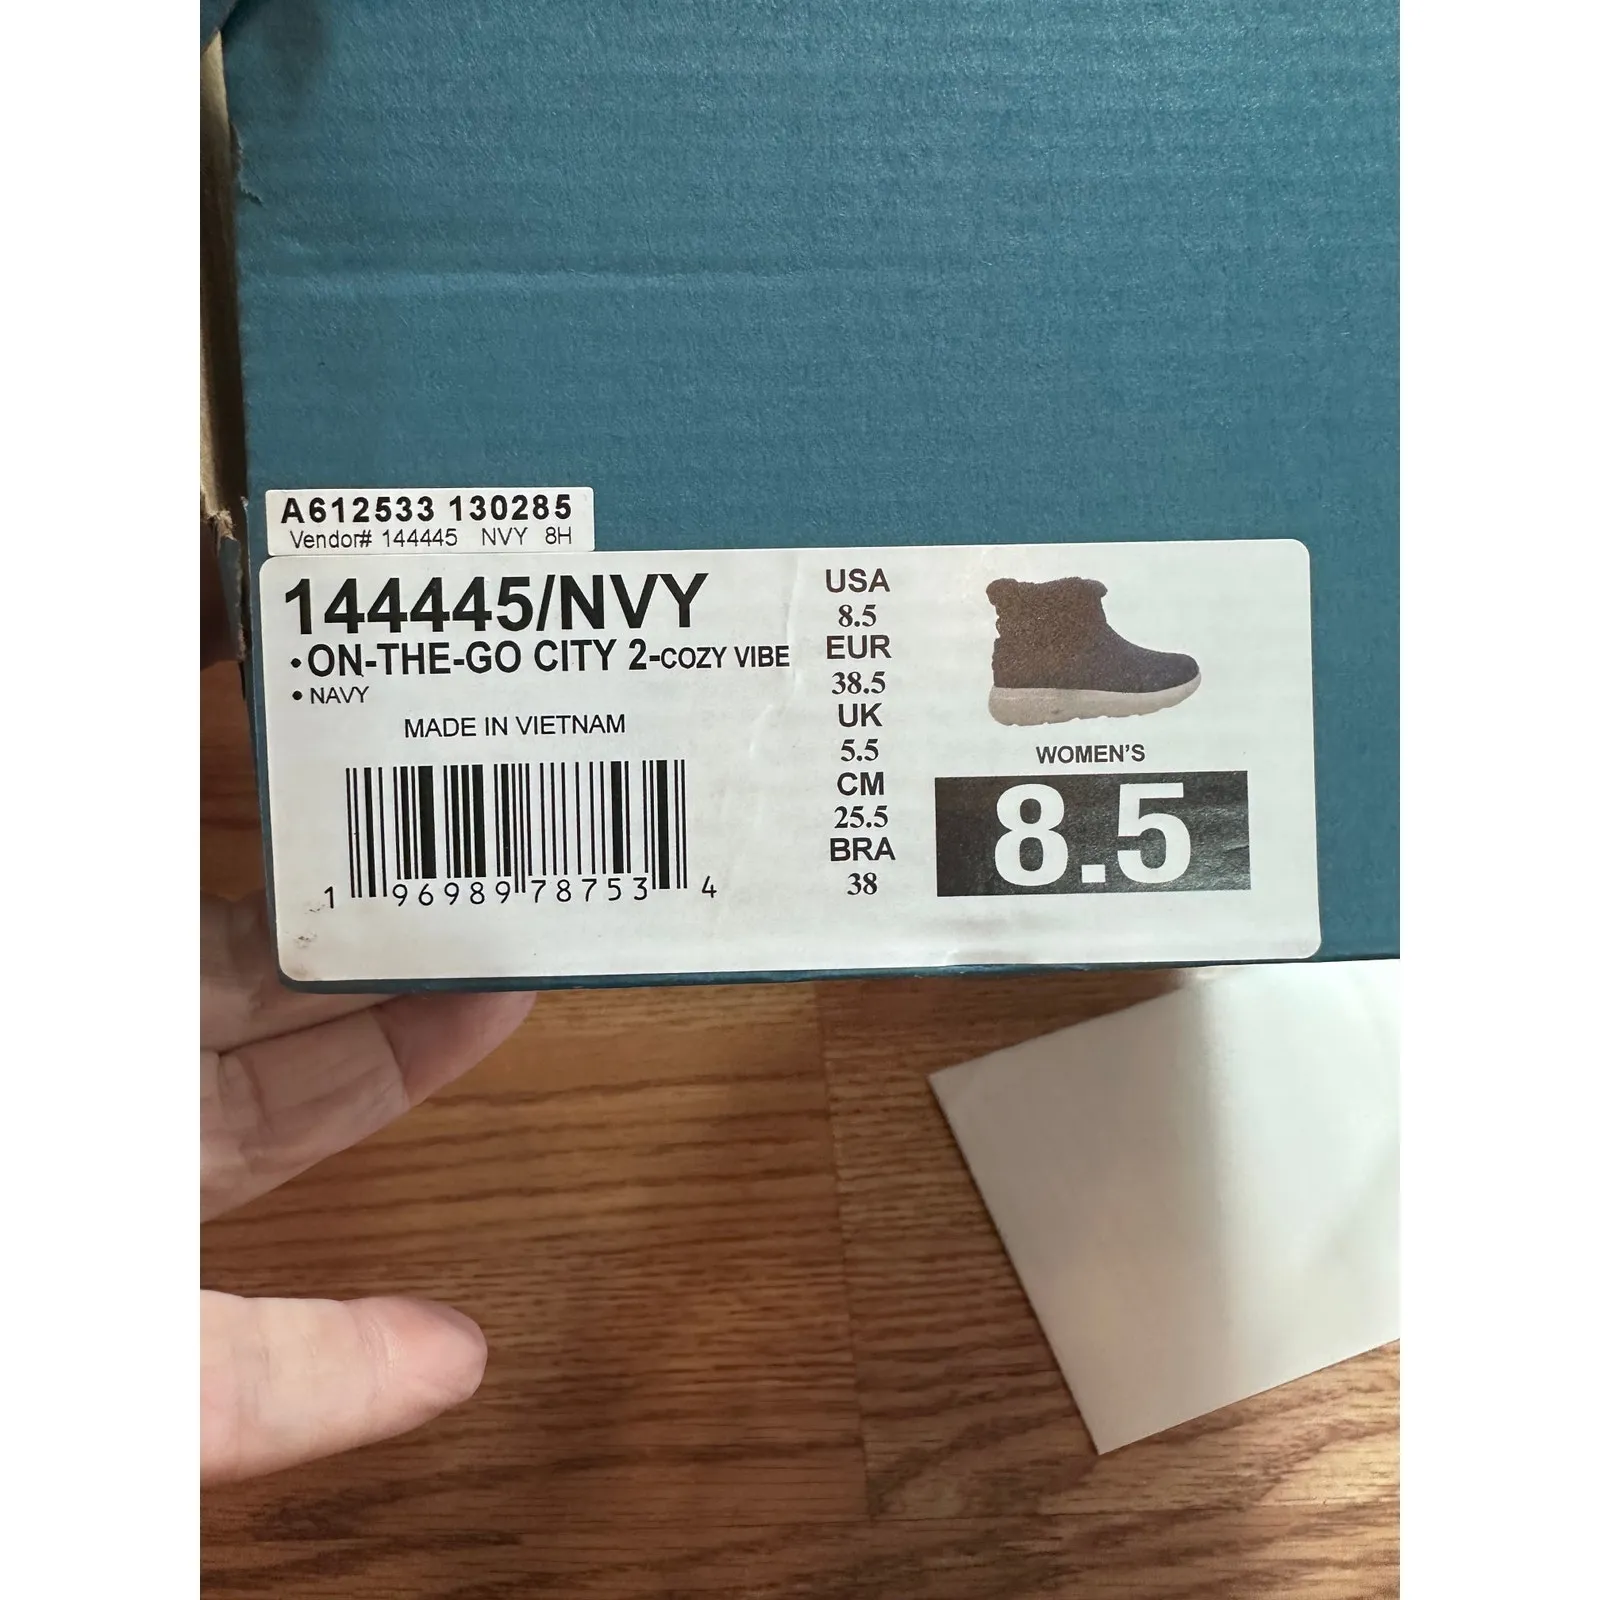 A612533 130285
Vendor# 144445 NVY 8H
144445/NVY
•ON-THE-GO CITY 2-COZY VIBE
• NAVY
MADE IN VIETNAM
1 96989 78753 4
USA
8.5
EUR
38.5
UK
5.5
CM
25.5
BRA
38
WOMEN'S
8.5